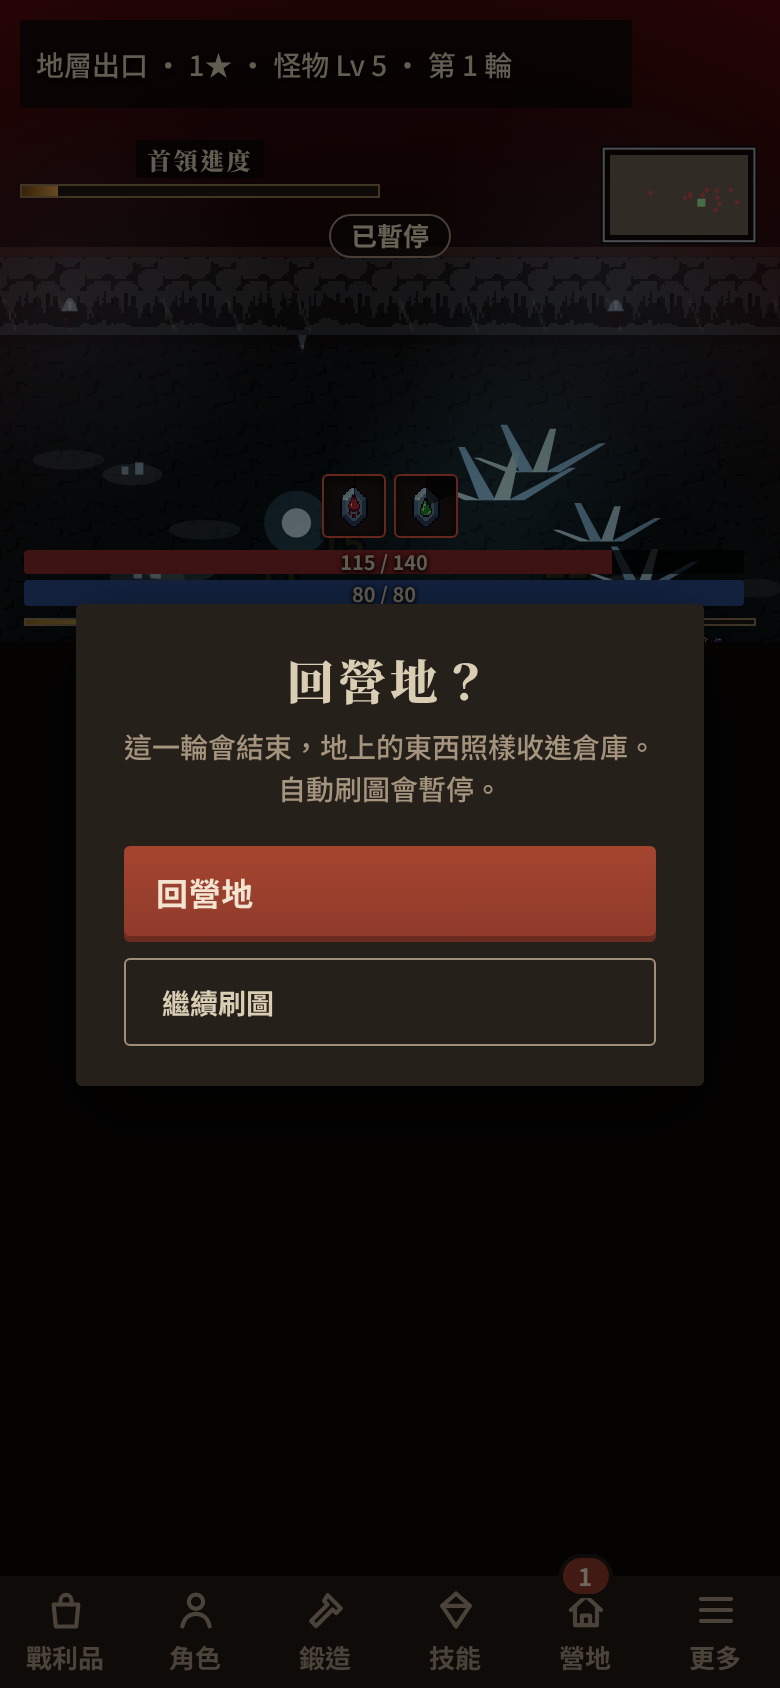 地層出口 • 1★ • 怪物 Lv 5 • 第 1 輪
首領進度
已暫停
115 / 140
80 / 80
回營地？
這一輪會結束，地上的東西照樣收進倉庫。
自動刷圖會暫停。
回營地
繼續刷圖
1
戰利品 角色 鍛造 技能 營地 更多